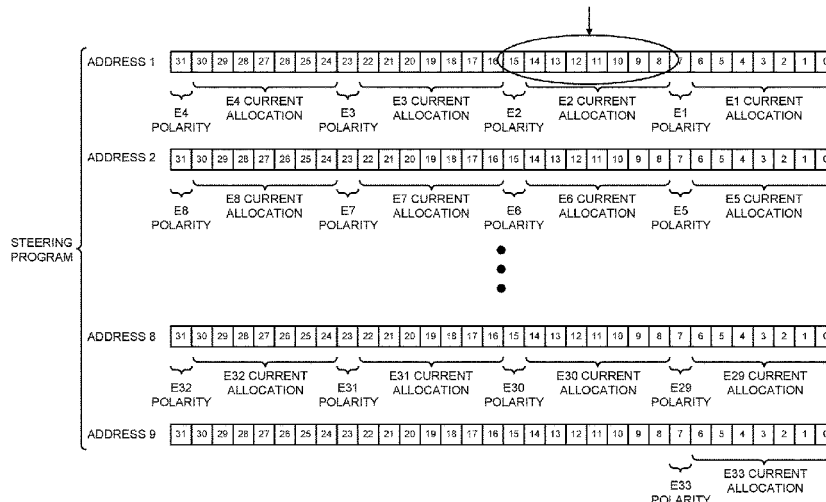 ADDRESS 1 31 30 29 28 27 26 25 24 23 22 21 20 19 18 17 16 15 14 13 12 11 10 9 8 7 6 5 4 3 2 1 0
E4 POLARITY E4 CURRENT ALLOCATION E3 POLARITY E3 CURRENT ALLOCATION E2 POLARITY E2 CURRENT ALLOCATION E1 POLARITY E1 CURRENT ALLOCATION
ADDRESS 2 31 30 29 28 27 26 25 24 23 22 21 20 19 18 17 16 15 14 13 12 11 10 9 8 7 6 5 4 3 2 1 0
E8 POLARITY E8 CURRENT ALLOCATION E7 POLARITY E7 CURRENT ALLOCATION E6 POLARITY E6 CURRENT ALLOCATION E5 POLARITY E5 CURRENT ALLOCATION
STEERING
PROGRAM
ADDRESS 8 31 30 29 28 27 26 25 24 23 22 21 20 19 18 17 16 15 14 13 12 11 10 9 8 7 6 5 4 3 2 1 0
E32 POLARITY E32 CURRENT ALLOCATION E31 POLARITY E31 CURRENT ALLOCATION E30 POLARITY E30 CURRENT ALLOCATION E29 POLARITY E29 CURRENT ALLOCATION
ADDRESS 9 31 30 29 28 27 26 25 24 23 22 21 20 19 18 17 16 15 14 13 12 11 10 9 8 7 6 5 4 3 2 1 0
E33 POLARITY E33 CURRENT ALLOCATION